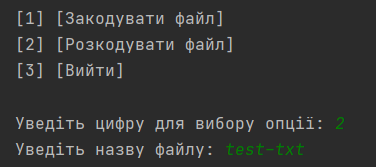 [1] [Закодувати файл]
[2] [Розкодувати файл]
[3] [Вийти]
Уведіть цифру для вибору опції: 2
Уведіть назву файлу: test-txt